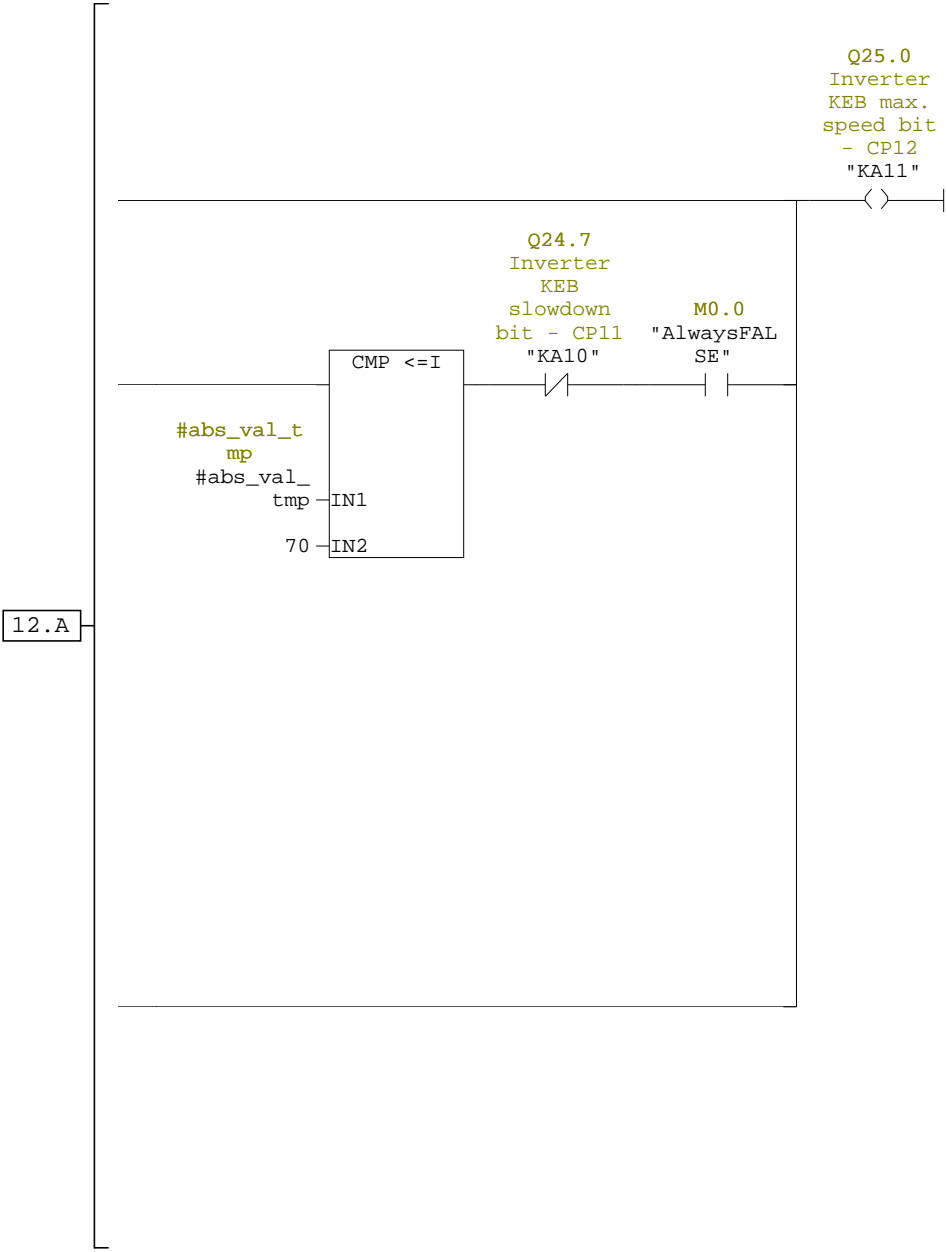 Q25.0
Inverter
KEB max.
speed bit
- CP12
"KA11"
Q24.7
Inverter
KEB
slowdown
bit - CP11
"KA10"
M0.0
"AlwaysFAL
SE"
CMP <=I
#abs_val_t
mp
#abs_val_
tmp
IN1
70
IN2
12.A